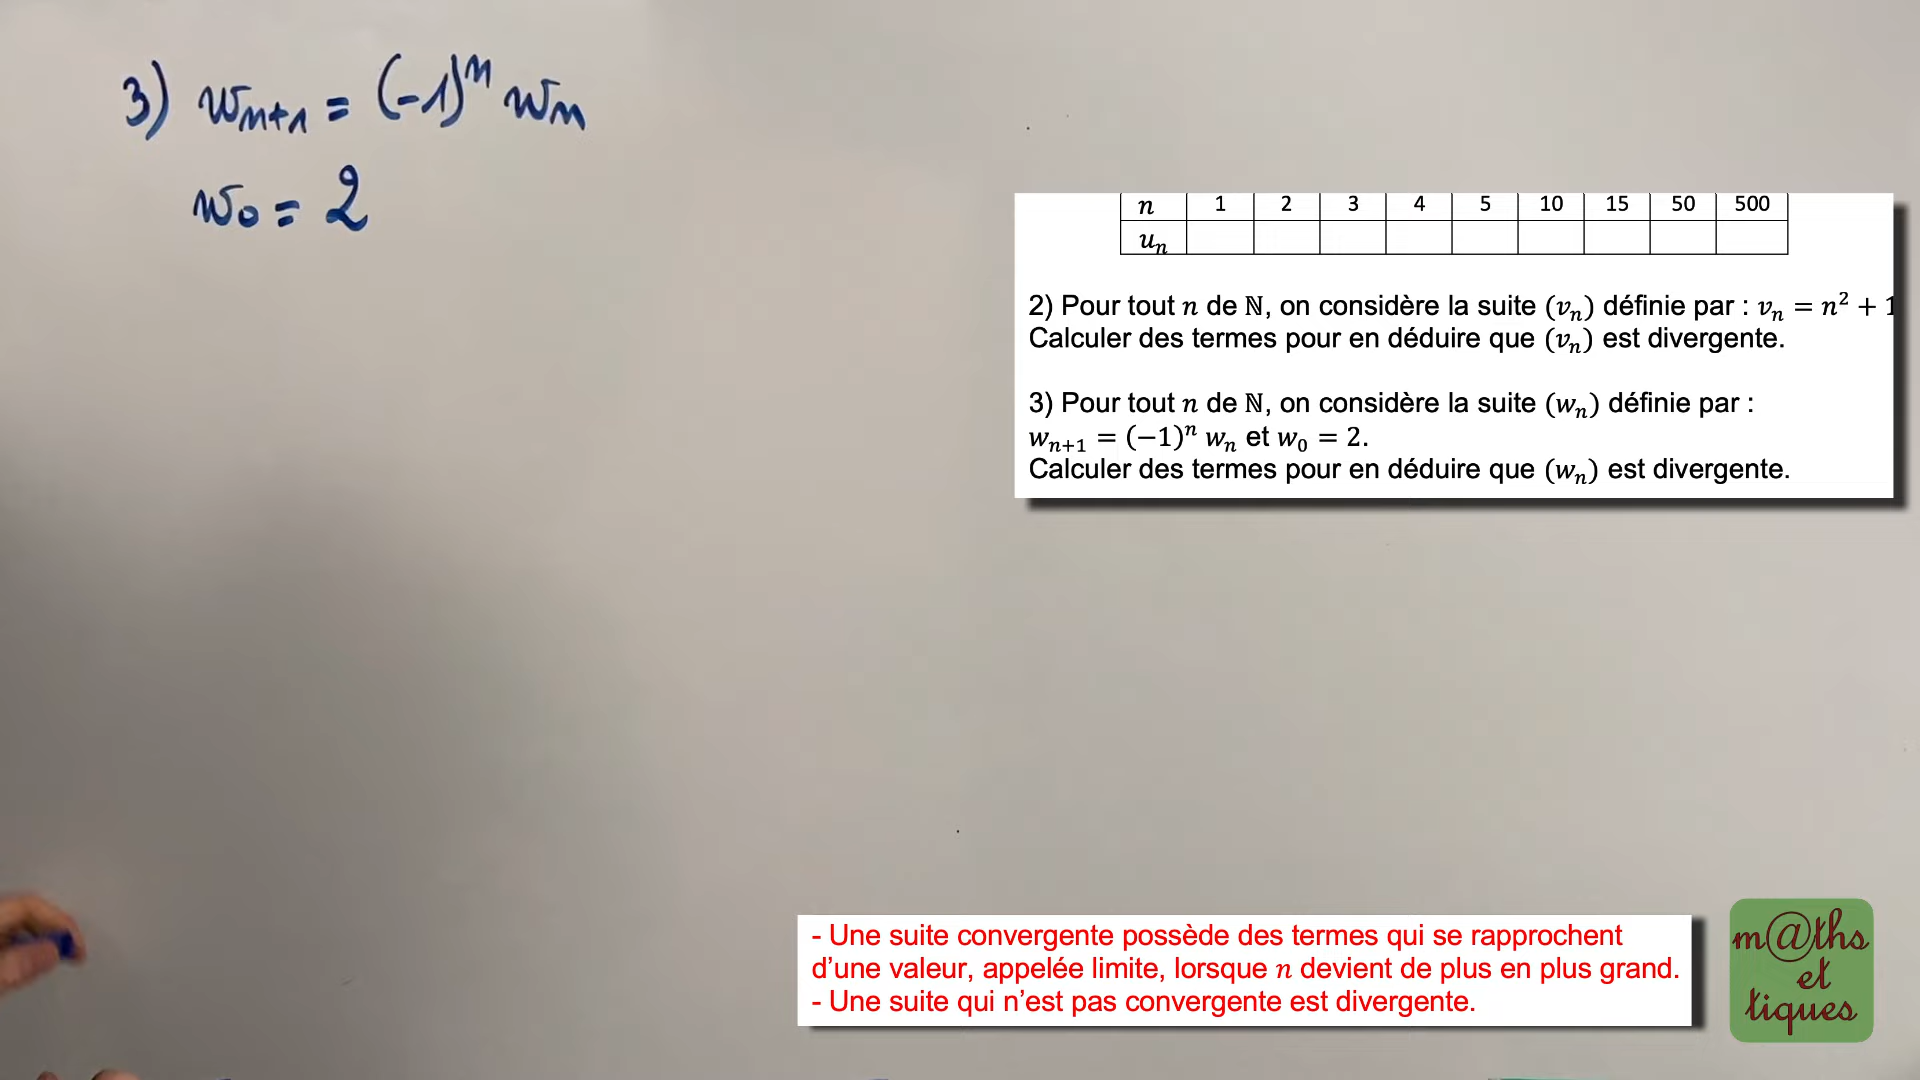 3) wₙ₊₁ = (-1)ⁿ wₙ
w₀ = 2
n 1 2 3 4 5 10 15 50 500
uₙ
2) Pour tout n de ℕ, on considère la suite (vₙ) définie par : vₙ = n² + 1
Calculer des termes pour en déduire que (vₙ) est divergente.
3) Pour tout n de ℕ, on considère la suite (wₙ) définie par :
wₙ₊₁ = (−1)ⁿ wₙ et w₀ = 2.
Calculer des termes pour en déduire que (wₙ) est divergente.
- Une suite convergente possède des termes qui se rapprochent
d’une valeur, appelée limite, lorsque n devient de plus en plus grand.
- Une suite qui n’est pas convergente est divergente.
m@ths
et
tiques